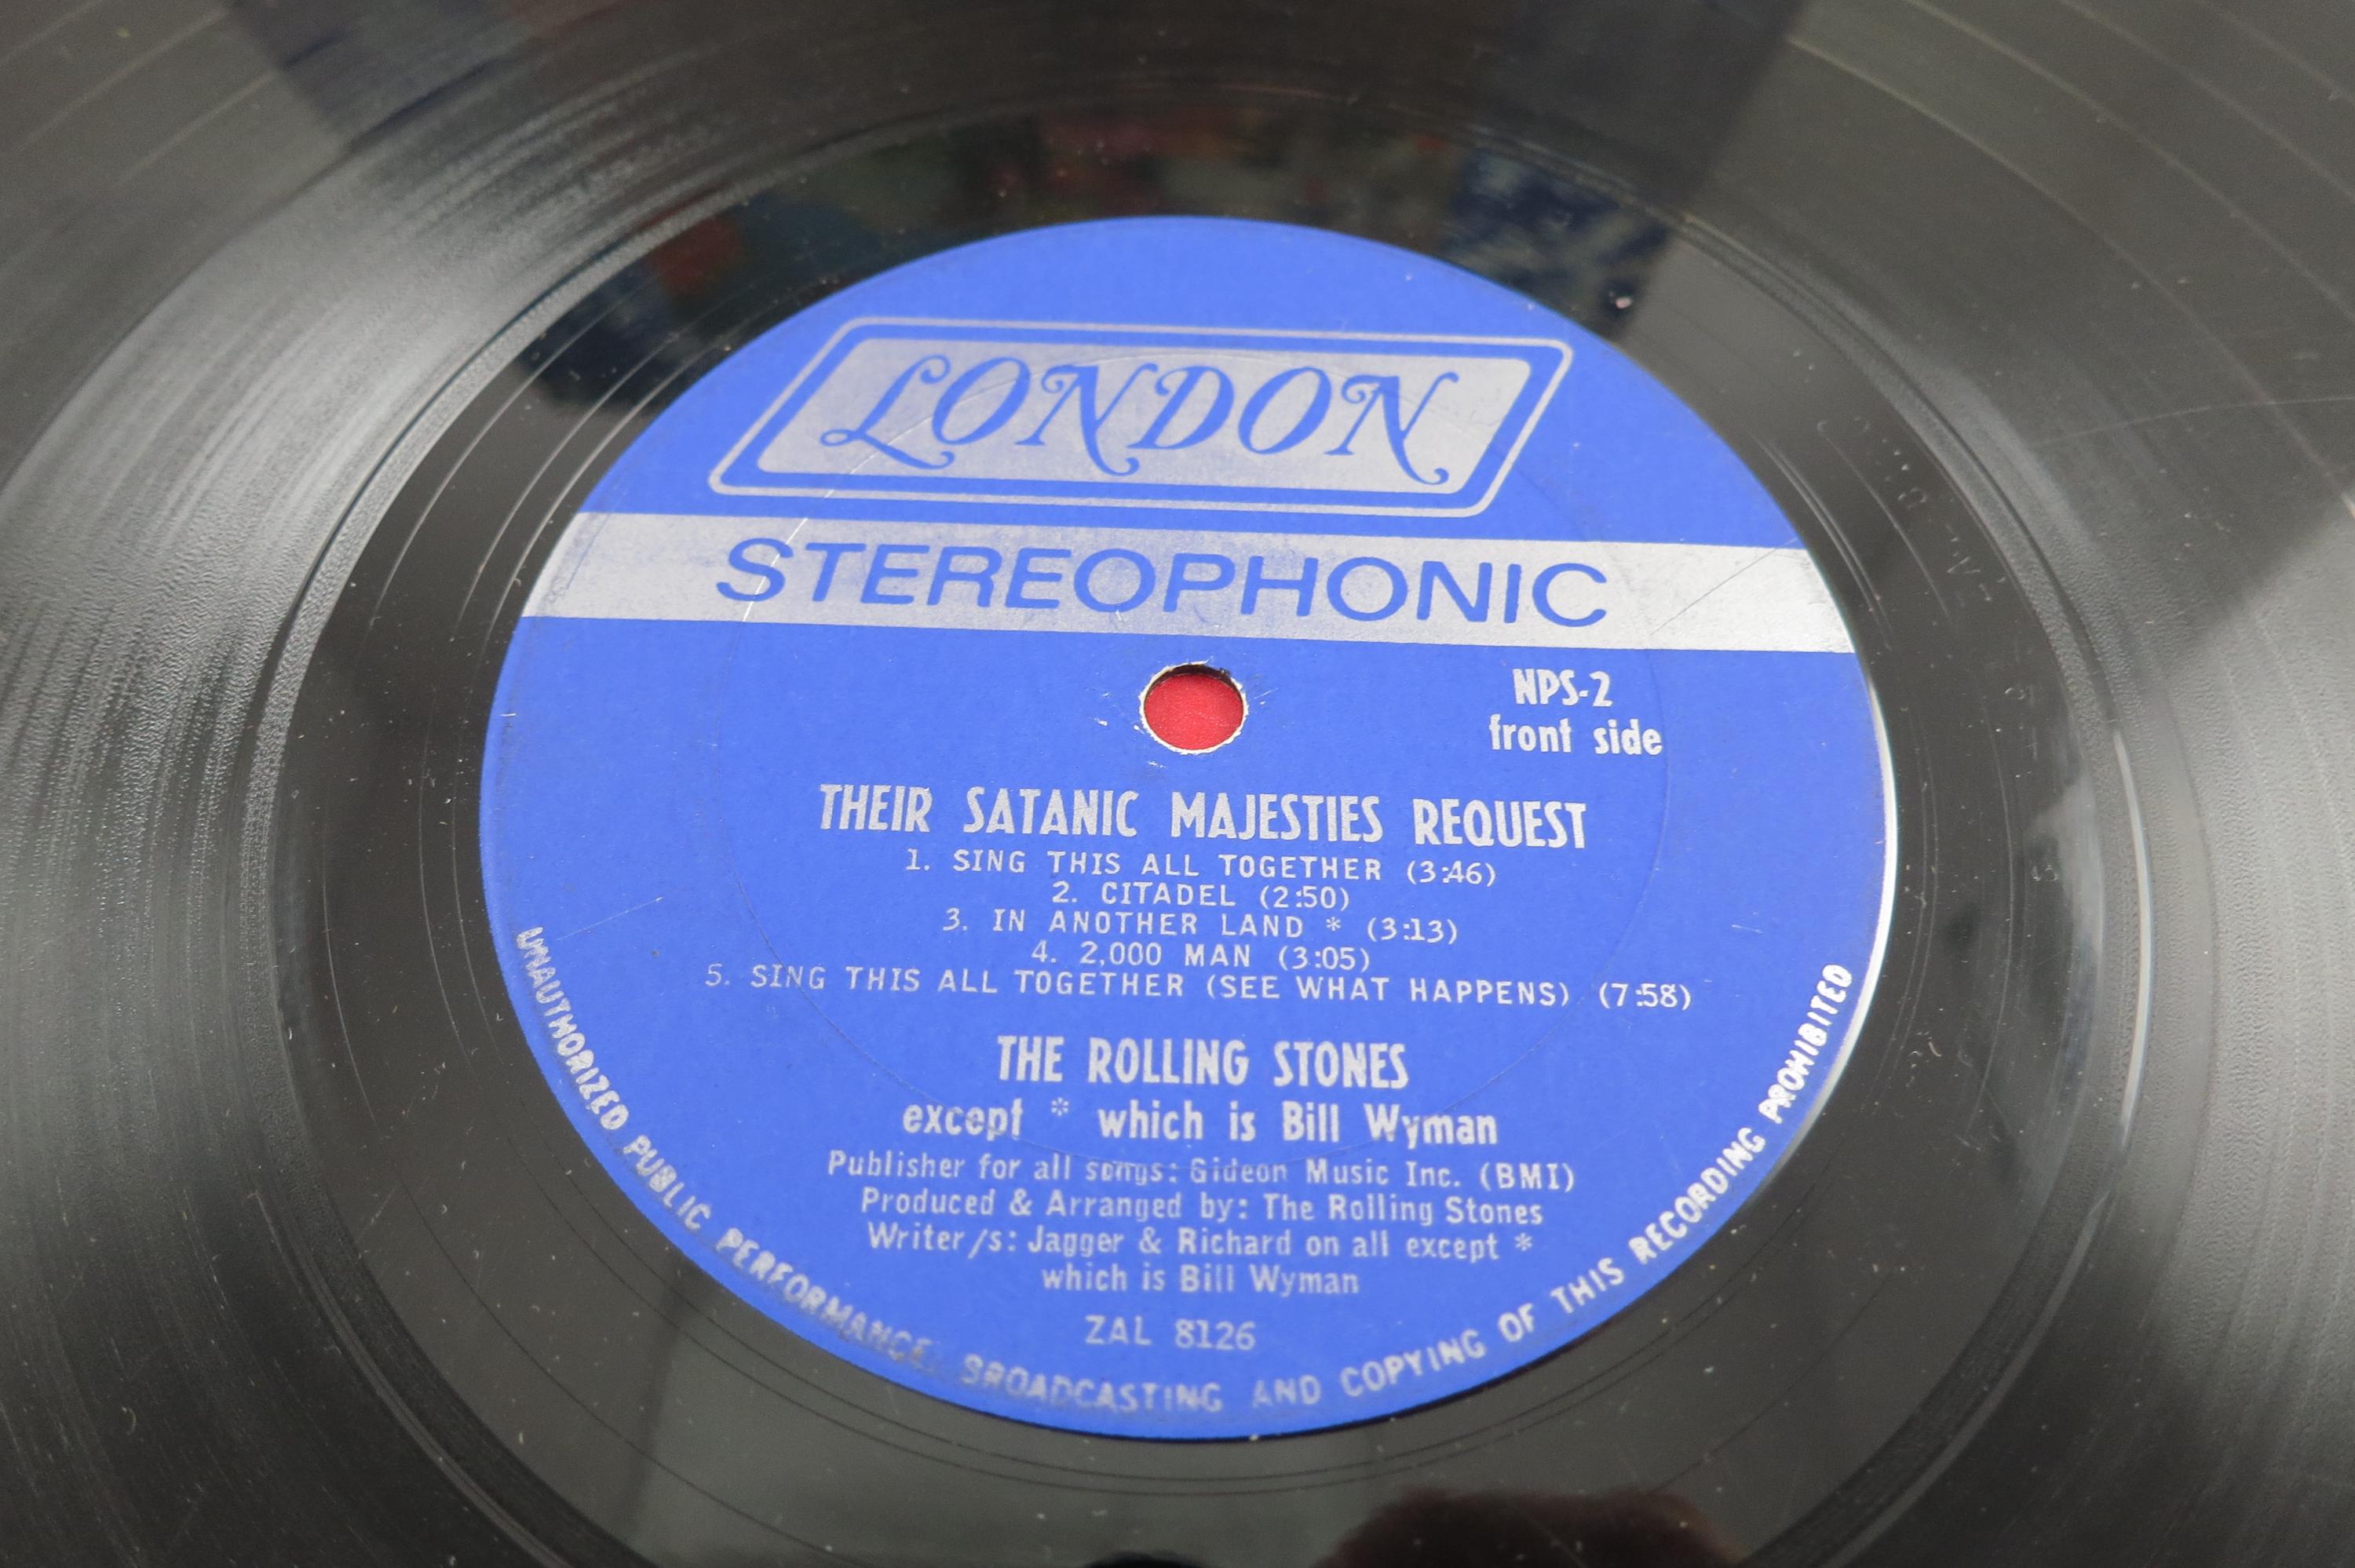 LONDON
STEREOPHONIC
NPS-2
front side
THEIR SATANIC MAJESTIES REQUEST
1. SING THIS ALL TOGETHER (3:46)
2. CITADEL (2:50)
3. IN ANOTHER LAND * (3:13)
4. 2,000 MAN (3:05)
5. SING THIS ALL TOGETHER (SEE WHAT HAPPENS) (7:58)
THE ROLLING STONES
except * which is Bill Wyman
Publisher for all songs: Gideon Music Inc. (BMI)
Produced & Arranged by: The Rolling Stones
Writer/s: Jagger & Richard on all except *
which is Bill Wyman
ZAL 8126
UNAUTHORIZED PUBLIC PERFORMANCE, BROADCASTING AND COPYING OF THIS RECORDING PROHIBITED